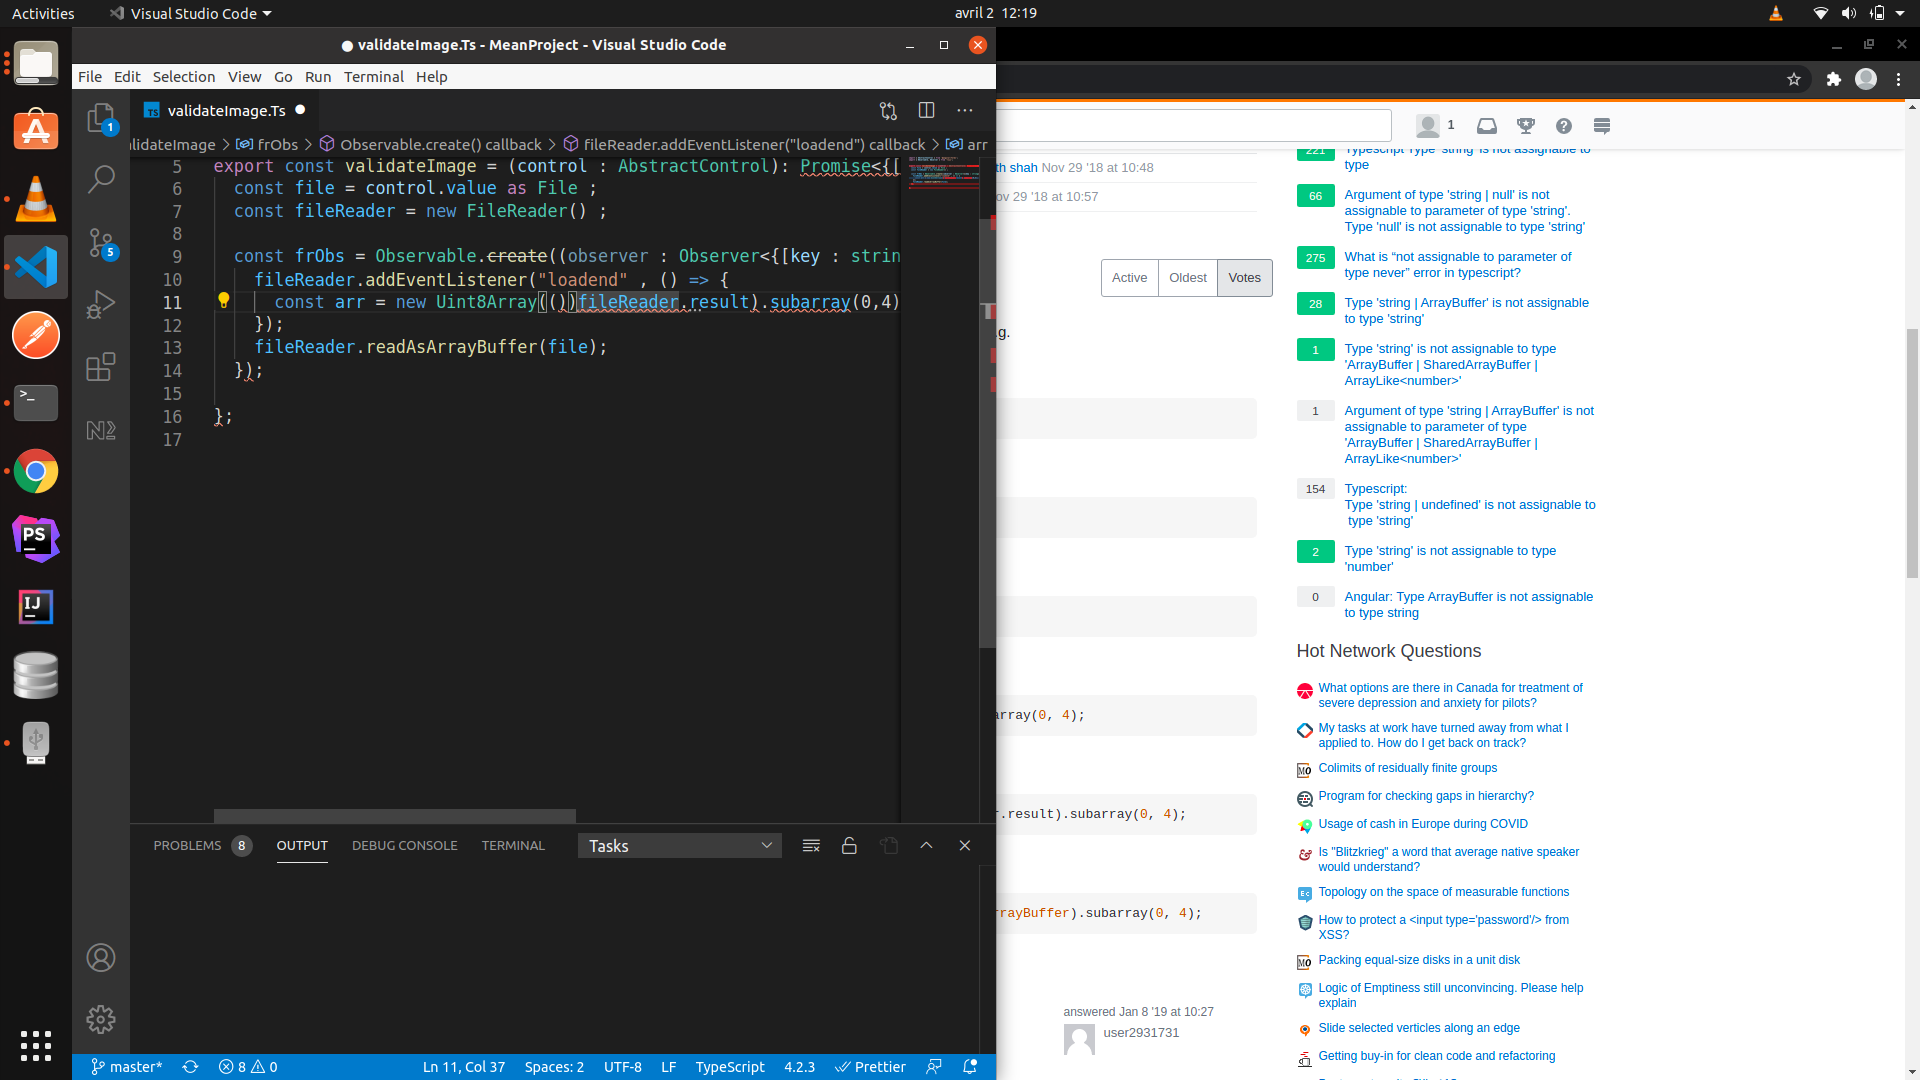 Activities
Visual Studio Code
avril 2 12:19
● validateImage.Ts - MeanProject - Visual Studio Code
File Edit Selection View Go Run Terminal Help
validateImage.Ts ●
alidateImage > frObs > Observable.create() callback > fileReader.addEventListener("loadend") callback > arr
5 export const validateImage = (control : AbstractControl): Promise<{[
6 const file = control.value as File ;
7 const fileReader = new FileReader() ;
8
9 const frObs = Observable.create((observer : Observer<{[key : strin
10 fileReader.addEventListener("loadend" , () => {
11 const arr = new Uint8Array(())fileReader.result).subarray(0,4)
12 });
13 fileReader.readAsArrayBuffer(file);
14 });
15
16 };
17
1
5
PROBLEMS 8 OUTPUT DEBUG CONSOLE TERMINAL Tasks
master* 8 0 Ln 11, Col 37 Spaces: 2 UTF-8 LF TypeScript 4.2.3 Prettier
1
th shah Nov 29 '18 at 10:48
ov 29 '18 at 10:57
Active Oldest Votes
g.
array(0, 4);
r.result).subarray(0, 4);
rrayBuffer).subarray(0, 4);
answered Jan 8 '19 at 10:27
user2931731
221 Typescript Type 'string' is not assignable to
type
66 Argument of type 'string | null' is not
assignable to parameter of type 'string'.
Type 'null' is not assignable to type 'string'
275 What is “not assignable to parameter of
type never” error in typescript?
28 Type 'string | ArrayBuffer' is not assignable
to type 'string'
1 Type 'string' is not assignable to type
'ArrayBuffer | SharedArrayBuffer |
ArrayLike<number>'
1 Argument of type 'string | ArrayBuffer' is not
assignable to parameter of type
'ArrayBuffer | SharedArrayBuffer |
ArrayLike<number>'
154 Typescript:
Type 'string | undefined' is not assignable to
type 'string'
2 Type 'string' is not assignable to type
'number'
0 Angular: Type ArrayBuffer is not assignable
to type string
Hot Network Questions
What options are there in Canada for treatment of
severe depression and anxiety for pilots?
My tasks at work have turned away from what I
applied to. How do I get back on track?
Colimits of residually finite groups
Program for checking gaps in hierarchy?
Usage of cash in Europe during COVID
Is "Blitzkrieg" a word that average native speaker
would understand?
Topology on the space of measurable functions
How to protect a <input type='password'/> from
XSS?
Packing equal-size disks in a unit disk
Logic of Emptiness still unconvincing. Please help
explain
Slide selected verticles along an edge
Getting buy-in for clean code and refactoring